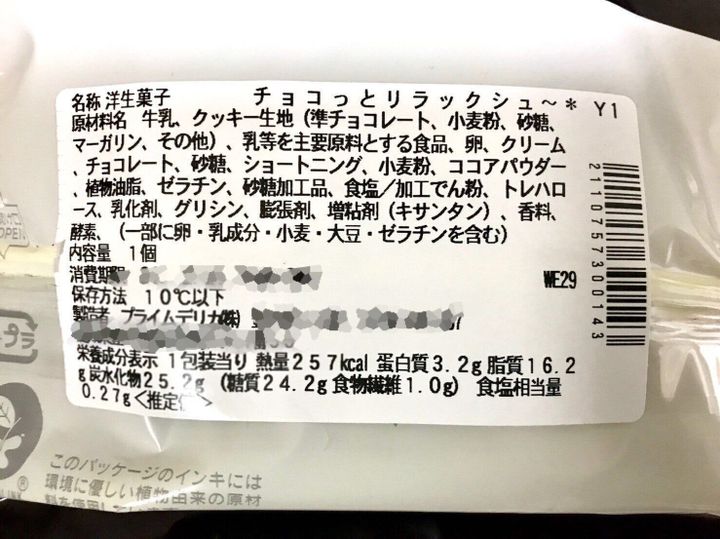 名称 洋生菓子 チョコっとリラックシュ～＊ Y1
原材料名 牛乳、クッキー生地（準チョコレート、小麦粉、砂糖、
マーガリン、その他）、乳等を主要原料とする食品、卵、クリーム
、チョコレート、砂糖、ショートニング、小麦粉、ココアパウダー
、植物油脂、ゼラチン、砂糖加工品、食塩／加工でん粉、トレハロ
ース、乳化剤、グリシン、膨張剤、増粘剤（キサンタン）、香料、
酵素、（一部に卵・乳成分・小麦・大豆・ゼラチンを含む）
内容量 1個
消費期
保存方法 10℃以下
製造者 プライムデリカ㈱
栄養成分表示 1包装当り 熱量257kcal 蛋白質3.2g 脂質16.2
g 炭水化物25.2g （糖質24.2g 食物繊維1.0g） 食塩相当量
0.27g＜推定
WE29
2110757300143
OPEN
プラ
このパッケージのインキには
環境に優しい植物由来の原材
料を使用し